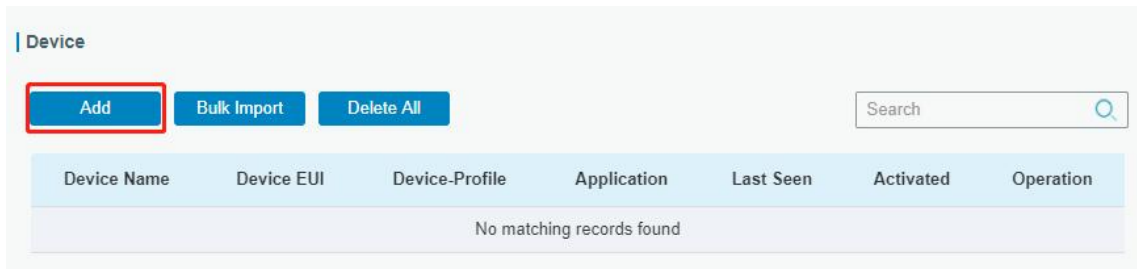 Device
Add Bulk Import Delete All Search
Device Name Device EUI Device-Profile Application Last Seen Activated Operation
No matching records found